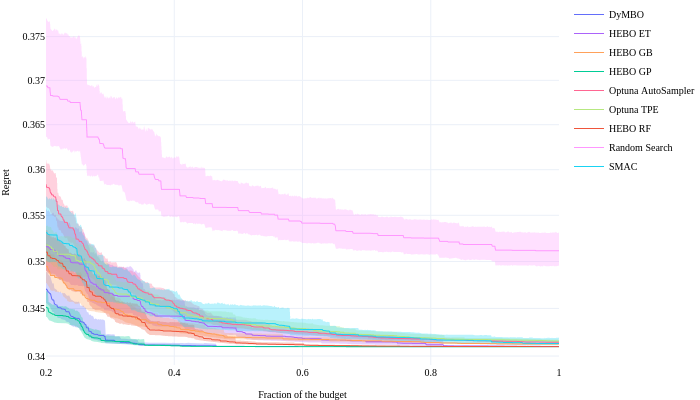 0.375
0.37
0.365
0.36
0.355
0.35
0.345
0.34
Regret
0.2
0.4
0.6
0.8
1
Fraction of the budget
DyMBO
HEBO ET
HEBO GB
HEBO GP
Optuna AutoSampler
Optuna TPE
HEBO RF
Random Search
SMAC